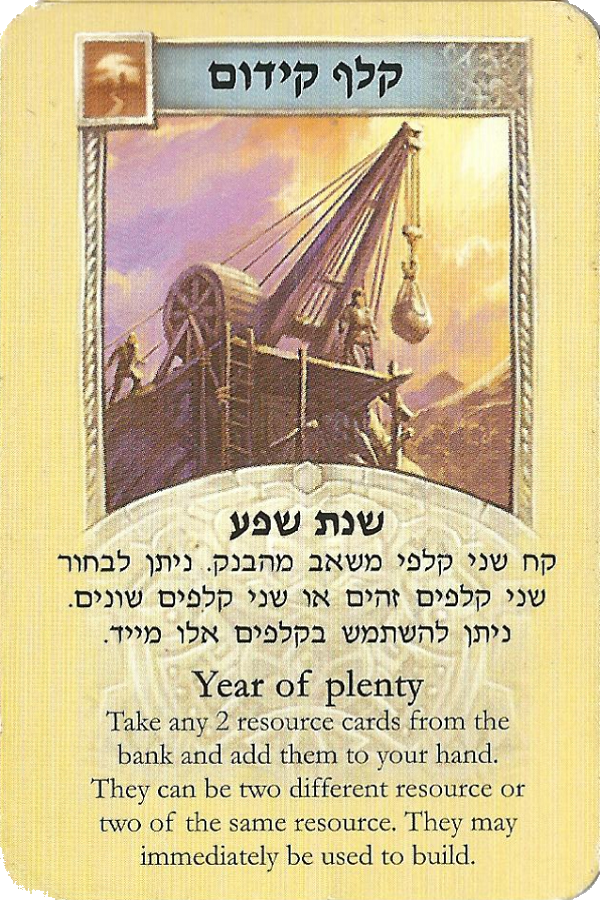 קלף קידום
שנת שפע
קח שני קלפי משאב מהבנק. ניתן לבחור
שני קלפים זהים או שני קלפים שונים.
ניתן להשתמש בקלפים אלו מייד.
Year of plenty
Take any 2 resource cards from the
bank and add them to your hand.
They can be two different resource or
two of the same resource. They may
immediately be used to build.